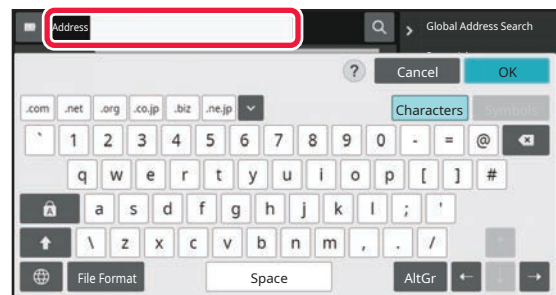 Address
Global Address Search
? Cancel OK
.com .net .org .co.jp .biz .ne.jp Characters Symbols
` 1 2 3 4 5 6 7 8 9 0 - = @
q w e r t y u i o p [ ] #
A a s d f g h j k l ; '
\ z x c v b n m , . /
File Format Space AltGr